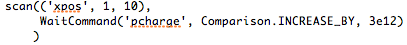 scan(('xpos', 1, 10),
WaitCommand('pcharge', Comparison.INCREASE_BY, 3e12)
)